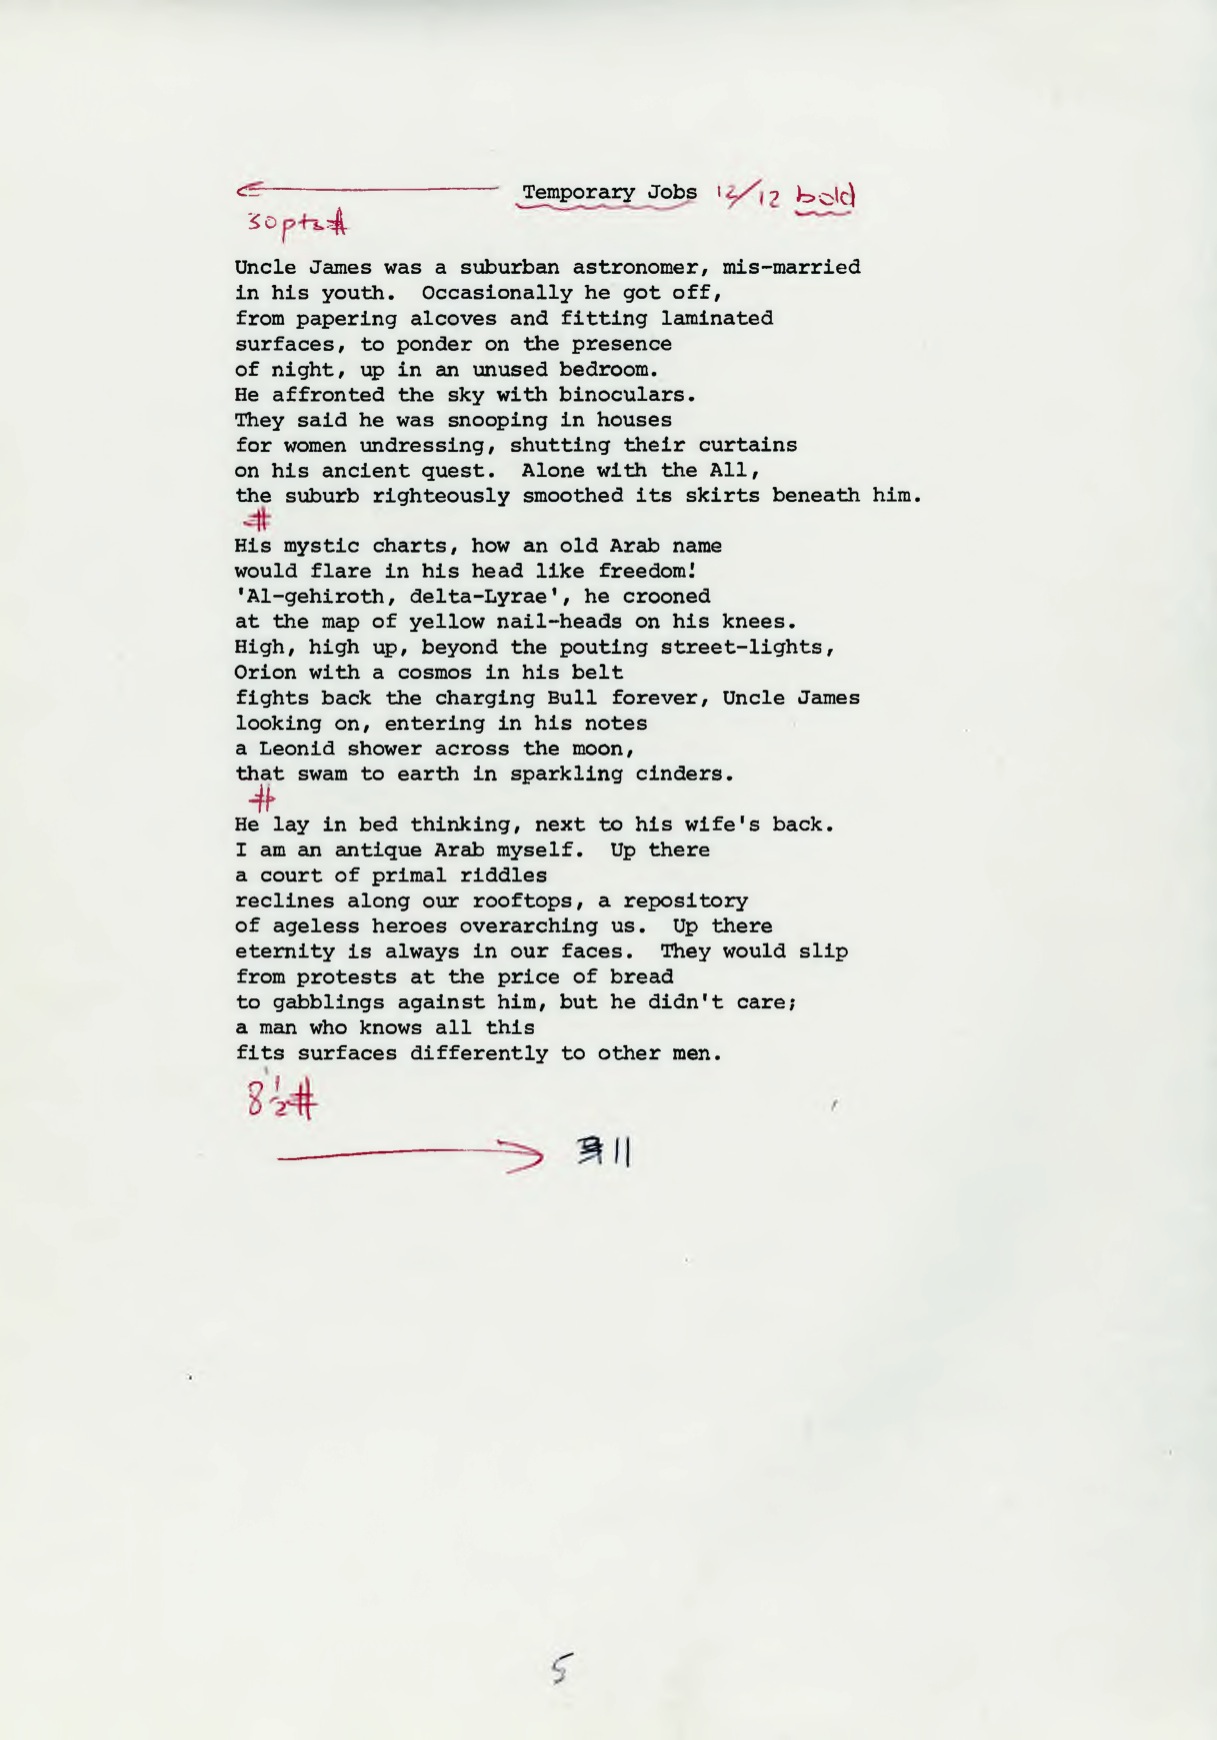 Temporary Jobs 12/12 bold
30pts#
Uncle James was a suburban astronomer, mis-married
in his youth.  Occasionally he got off,
from papering alcoves and fitting laminated
surfaces, to ponder on the presence
of night, up in an unused bedroom.
He affronted the sky with binoculars.
They said he was snooping in houses
for women undressing, shutting their curtains
on his ancient quest.  Alone with the All,
the suburb righteously smoothed its skirts beneath him.
#
His mystic charts, how an old Arab name
would flare in his head like freedom!
'Al-gehiroth, delta-Lyrae', he crooned
at the map of yellow nail-heads on his knees.
High, high up, beyond the pouting street-lights,
Orion with a cosmos in his belt
fights back the charging Bull forever, Uncle James
looking on, entering in his notes
a Leonid shower across the moon,
that swam to earth in sparkling cinders.
#
He lay in bed thinking, next to his wife's back.
I am an antique Arab myself.  Up there
a court of primal riddles
reclines along our rooftops, a repository
of ageless heroes overarching us.  Up there
eternity is always in our faces.  They would slip
from protests at the price of bread
to gabblings against him, but he didn't care;
a man who knows all this
fits surfaces differently to other men.
8½#
11
5